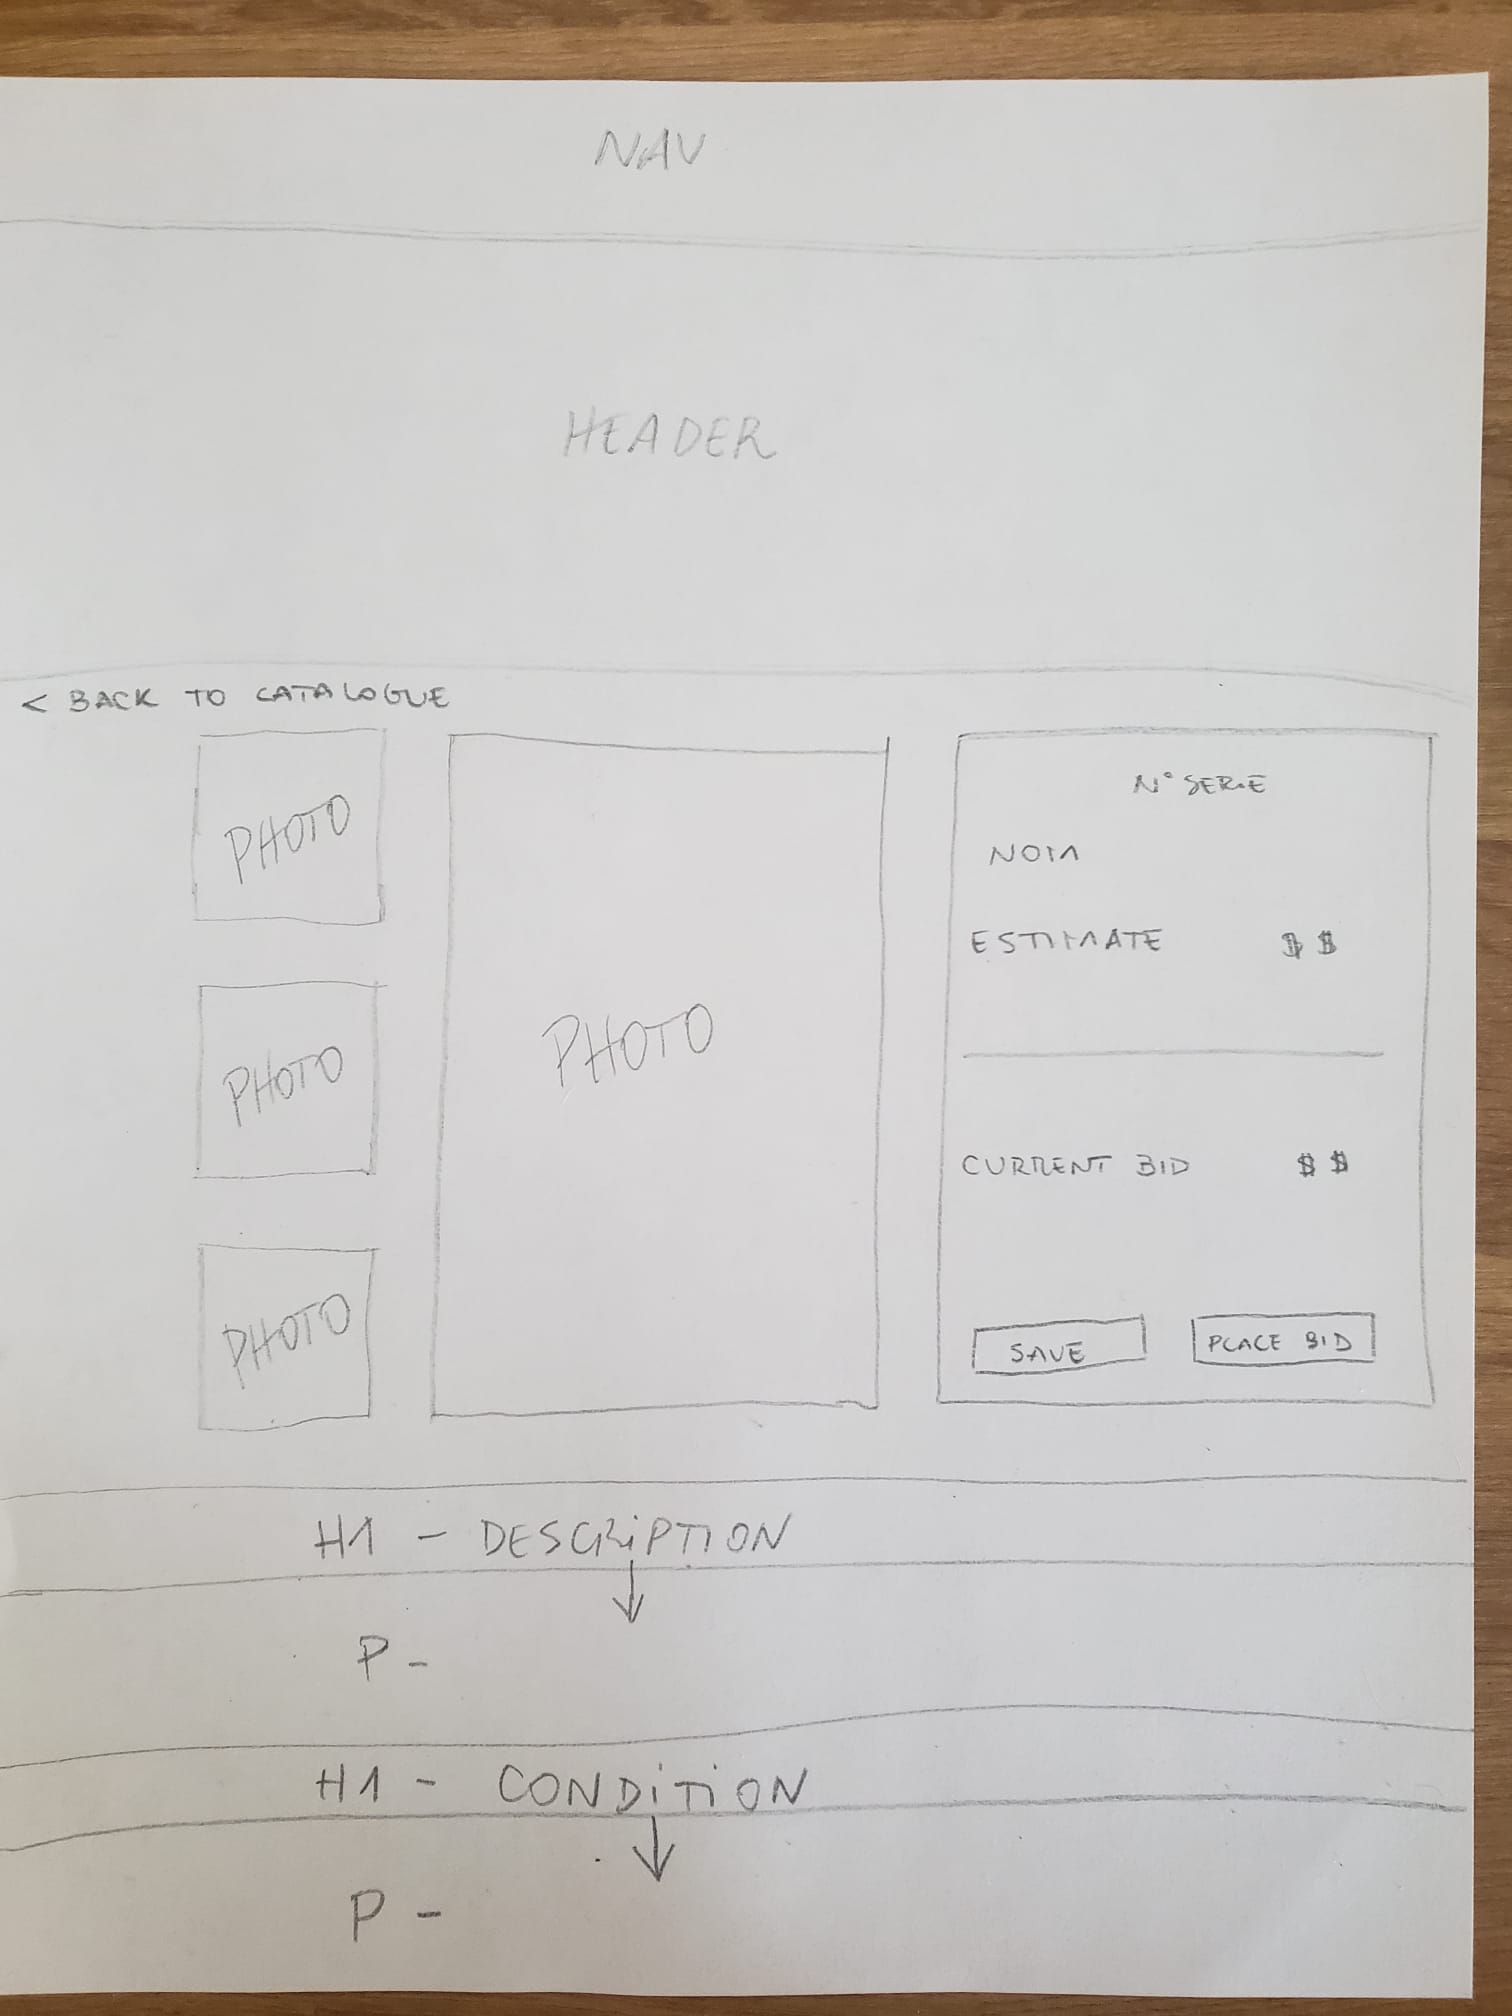 NAV
HEADER
< BACK TO CATALOGUE
PHOTO
PHOTO
PHOTO
PHOTO
N° SERIE
NOM
ESTIMATE $ $
CURRENT BID $ $
SAVE PLACE BID
H1 - DESCRiPTION
P -
H1 - CONDiTiON
P -